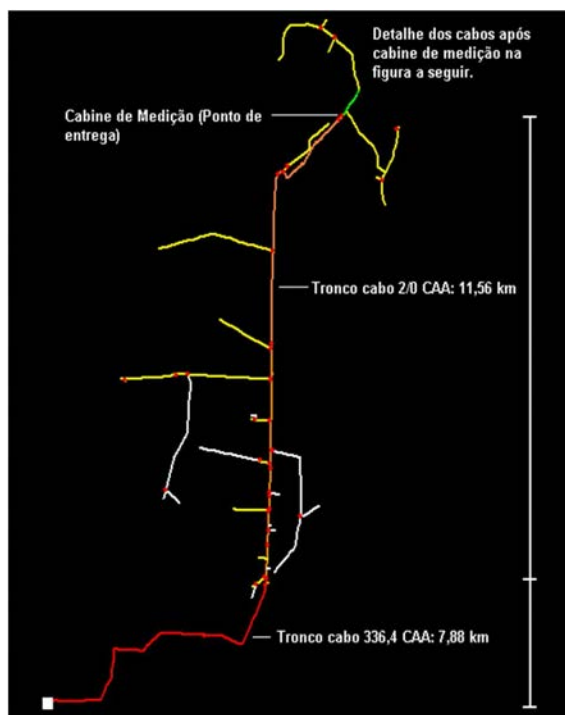 Detalhe dos cabos após
cabine de medição na
figura a seguir.
Cabine de Medição (Ponto de
entrega)
Tronco cabo 2/0 CAA: 11,56 km
Tronco cabo 336,4 CAA: 7,88 km